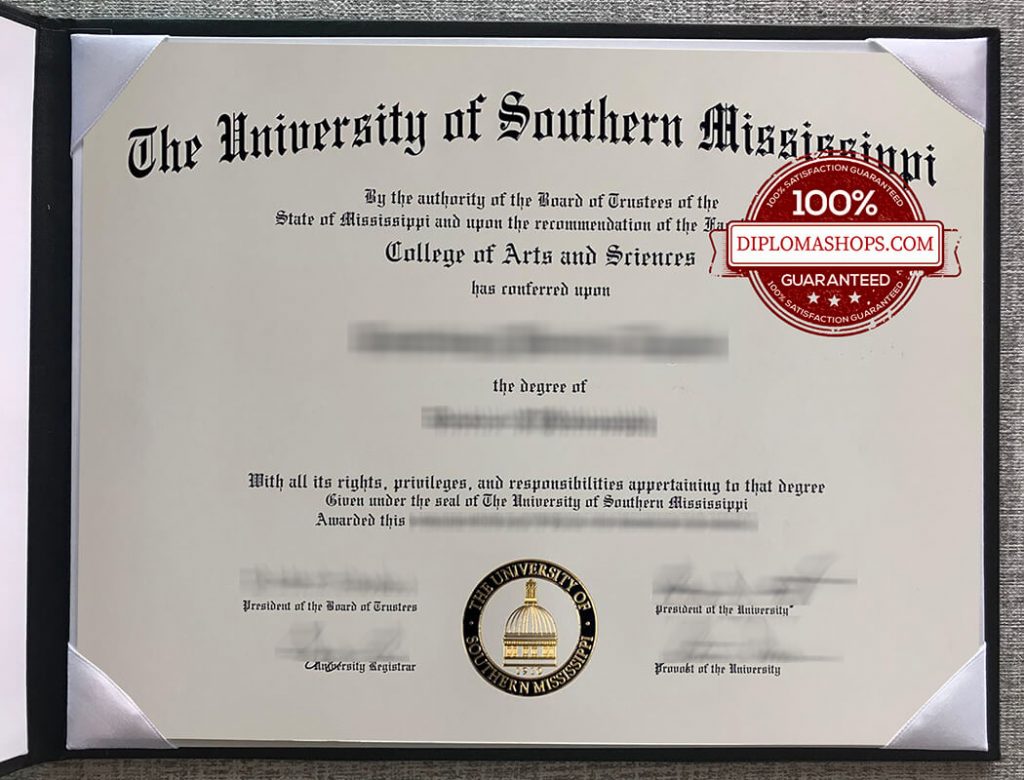 The University of Southern Mississippi
By the authority of the Board of Trustees of the
State of Mississippi and upon the recommendation of the Fa
College of Arts and Sciences
has conferred upon
the degree of
With all its rights, privileges, and responsibilities appertaining to that degree
Given under the seal of The University of Southern Mississippi
Awarded this
President of the Board of Trustees
President of the University
University Registrar
Provokt of the University
THE UNIVERSITY OF
SOUTHERN MISSISSIPPI
100% SATISFACTION GUARANTEED
100%
DIPLOMASHOPS.COM
GUARANTEED
100% SATISFACTION GUARANTEED